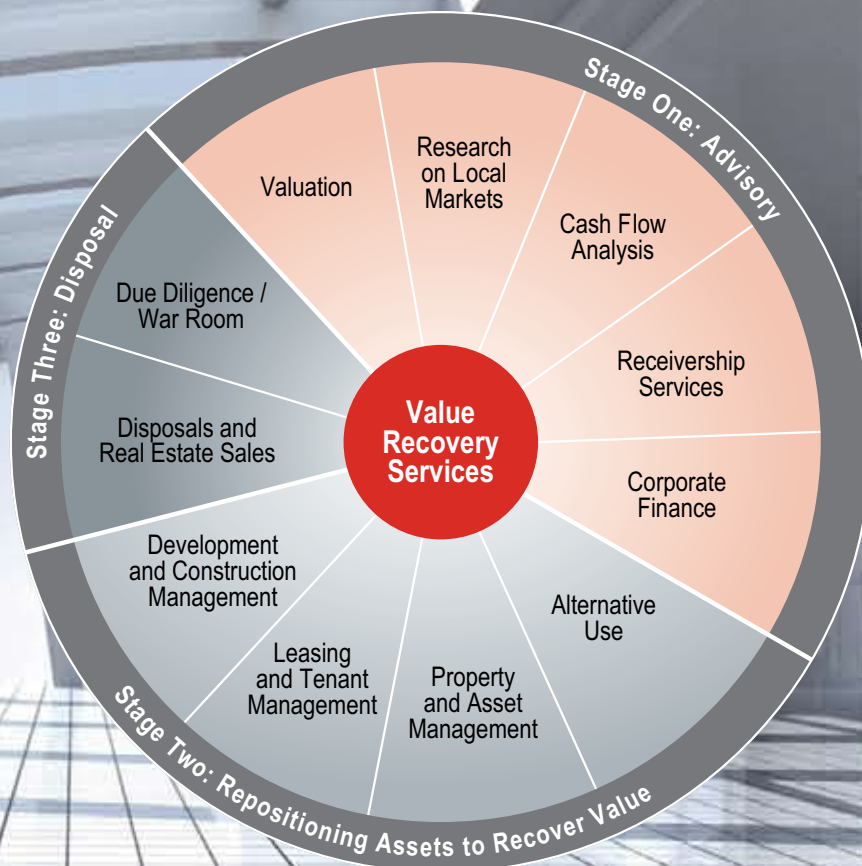 Value
Recovery
Services
Stage One: Advisory
Valuation
Research
on Local
Markets
Cash Flow
Analysis
Receivership
Services
Corporate
Finance
Stage Two: Repositioning Assets to Recover Value
Alternative
Use
Property
and Asset
Management
Leasing
and Tenant
Management
Development
and Construction
Management
Stage Three: Disposal
Disposals and
Real Estate Sales
Due Diligence /
War Room